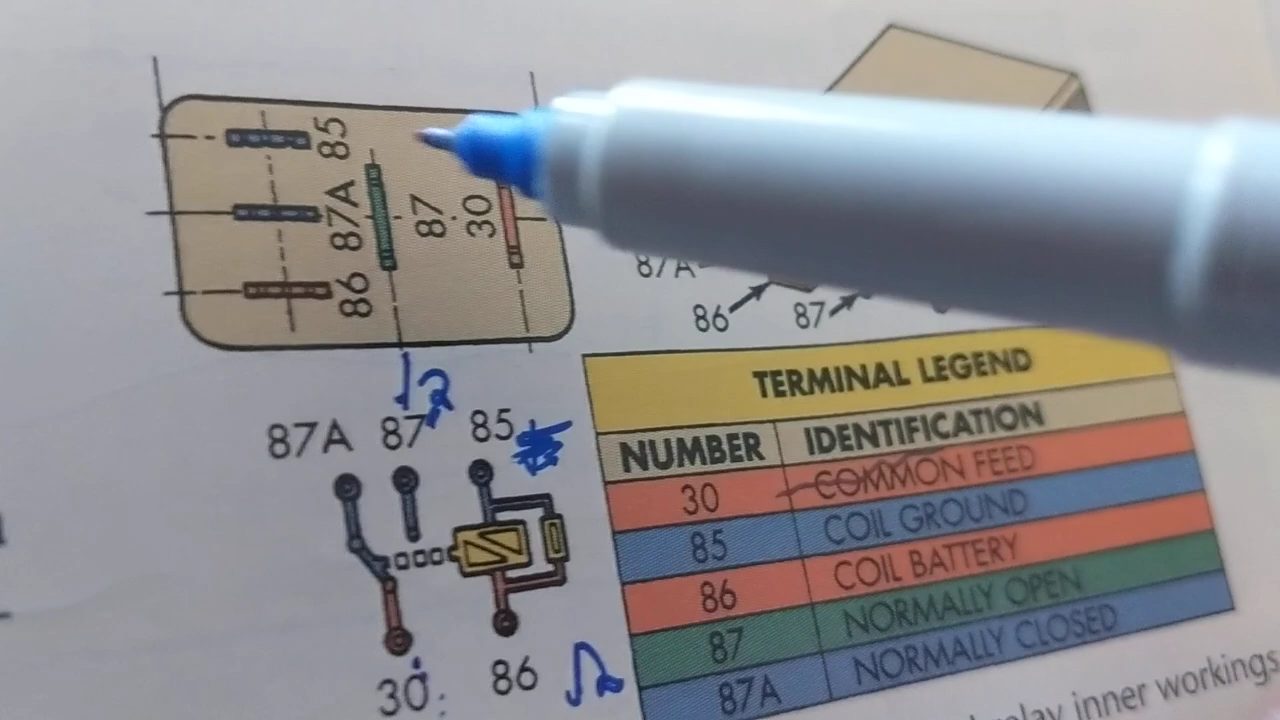 85
87A
86
87
30
87A
86
87
12
87A
87
85
30
86
TERMINAL LEGEND
NUMBER IDENTIFICATION
30 COMMON FEED
85 COIL GROUND
86 COIL BATTERY
87 NORMALLY OPEN
87A NORMALLY CLOSED
inner workings